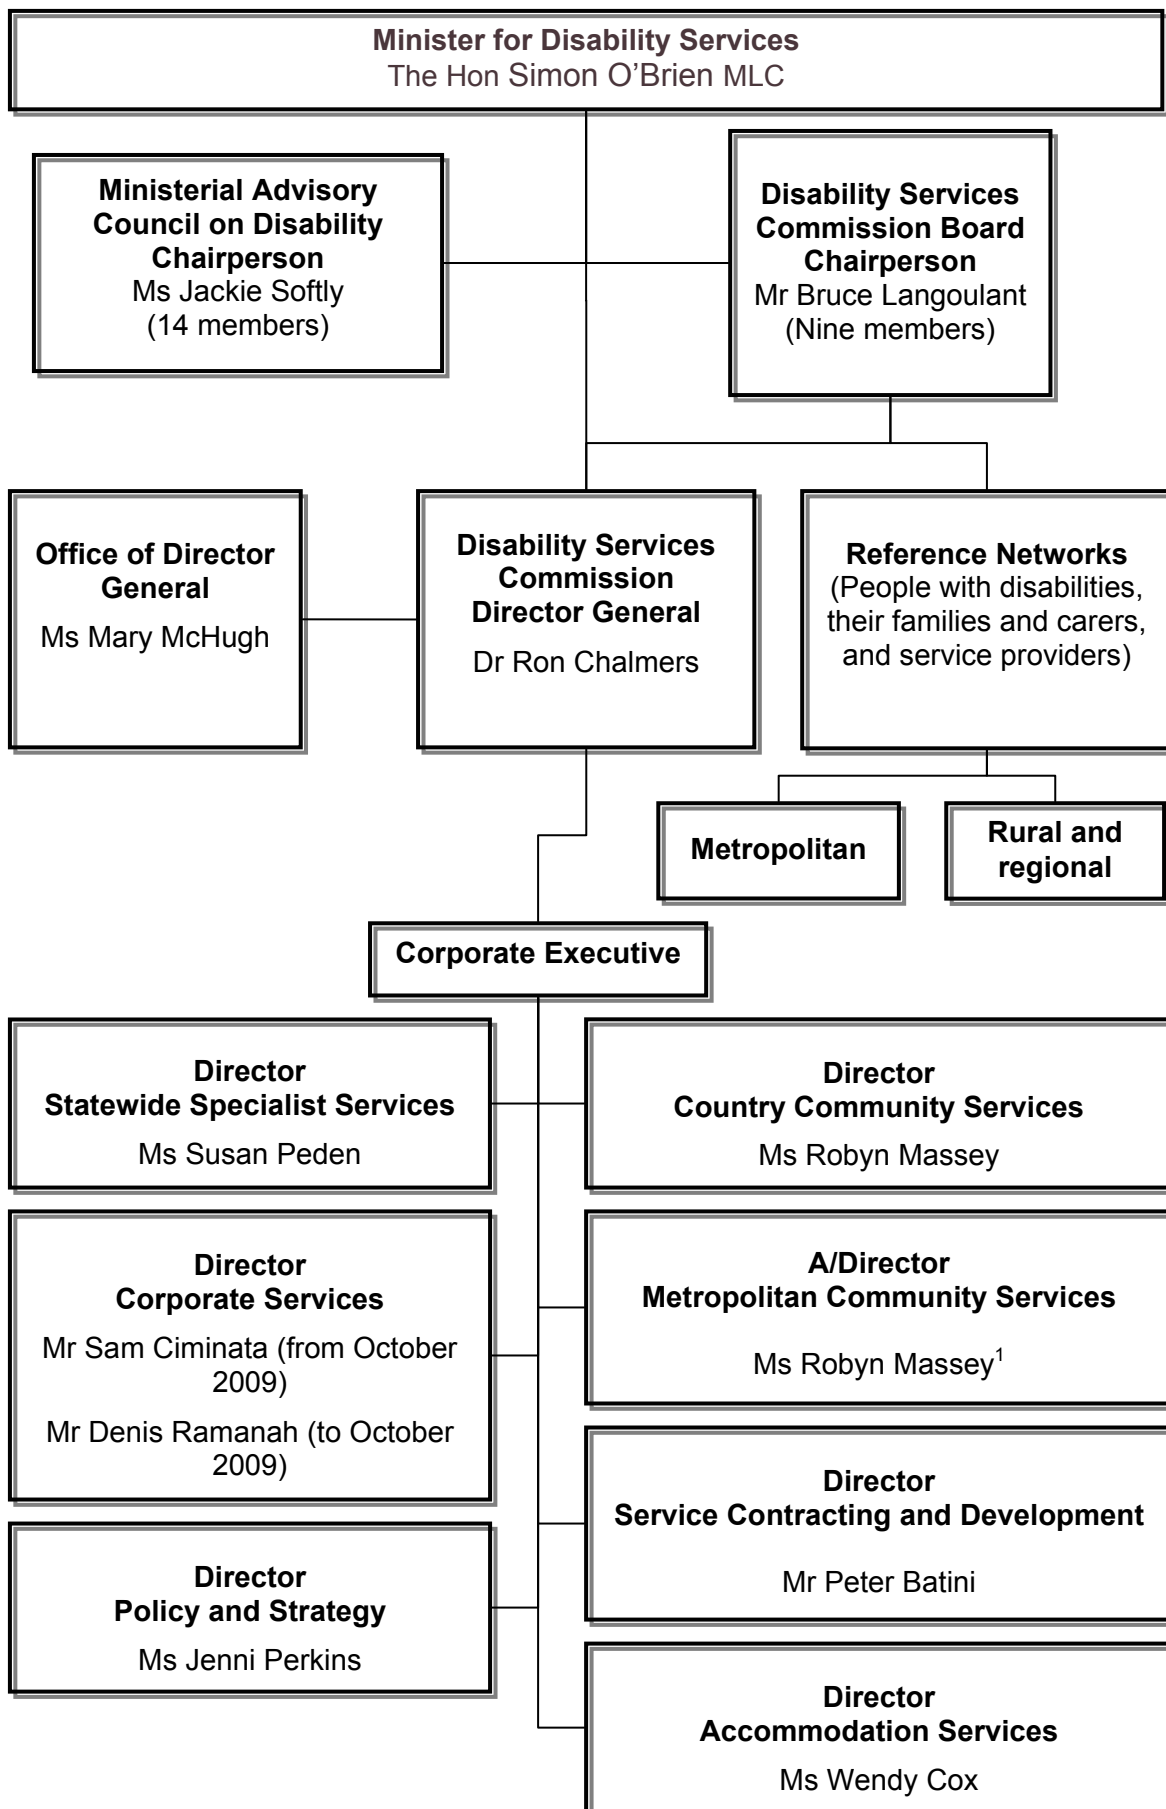 Minister for Disability Services
The Hon Simon O’Brien MLC
Ministerial Advisory
Council on Disability
Chairperson
Ms Jackie Softly
(14 members)
Disability Services
Commission Board
Chairperson
Mr Bruce Langoulant
(Nine members)
Office of Director
General
Ms Mary McHugh
Disability Services
Commission
Director General
Dr Ron Chalmers
Reference Networks
(People with disabilities,
their families and carers,
and service providers)
Metropolitan
Rural and
regional
Corporate Executive
Director
Statewide Specialist Services
Ms Susan Peden
Director
Country Community Services
Ms Robyn Massey
Director
Corporate Services
Mr Sam Ciminata (from October
2009)
Mr Denis Ramanah (to October
2009)
A/Director
Metropolitan Community Services
Ms Robyn Massey¹
Director
Service Contracting and Development
Mr Peter Batini
Director
Policy and Strategy
Ms Jenni Perkins
Director
Accommodation Services
Ms Wendy Cox